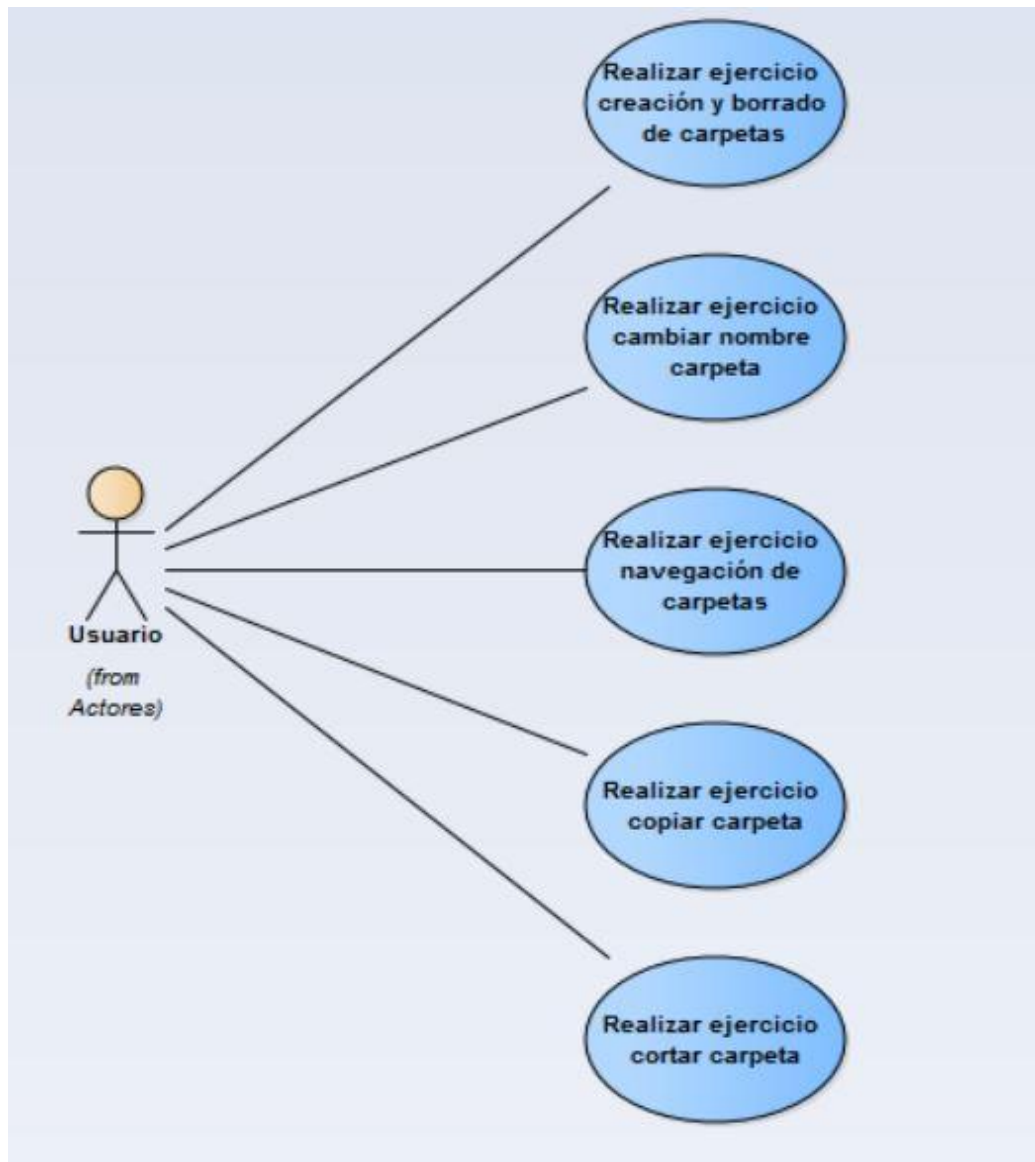 Realizar ejercicio
creación y borrado
de carpetas
Realizar ejercicio
cambiar nombre
carpeta
Realizar ejercicio
navegación de
carpetas
Usuario
(from
Actores)
Realizar ejercicio
copiar carpeta
Realizar ejercicio
cortar carpeta